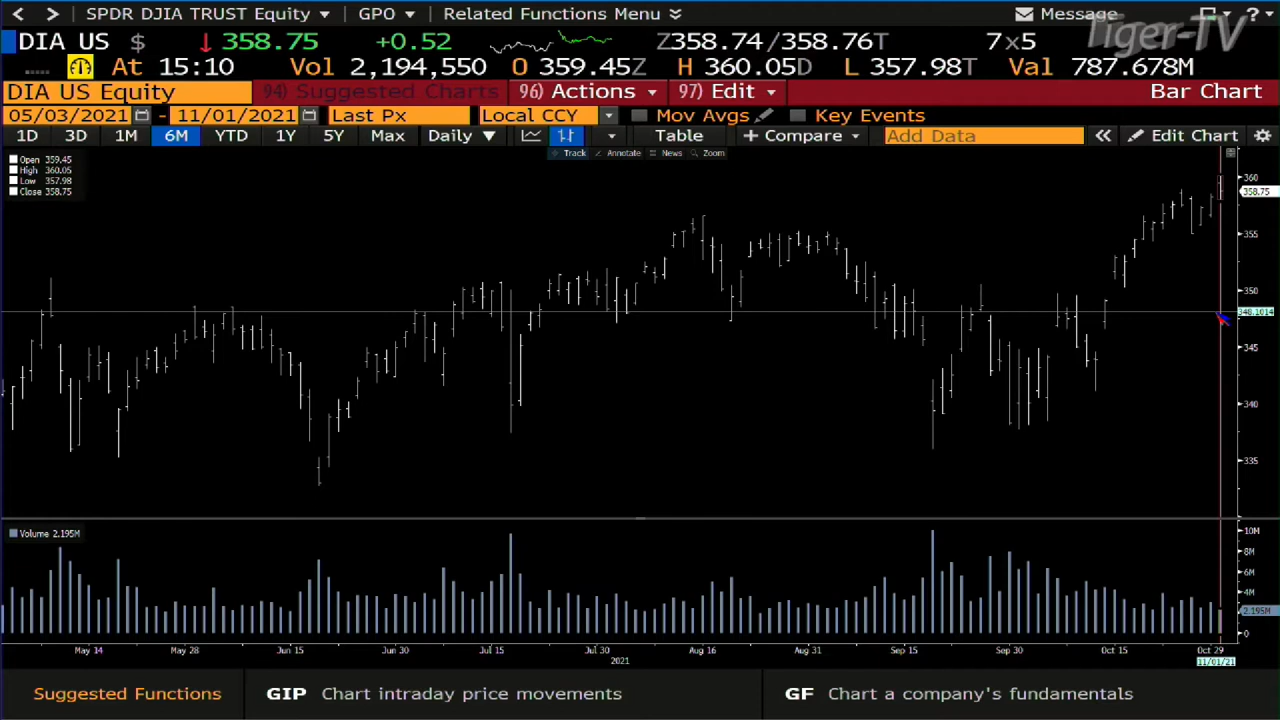 SPDR DJIA TRUST Equity GPO Related Functions Menu Message ?
Tiger-TV
DIA US $ ↓ 358.75 +0.52 Z358.74/358.76T 7x5
At 15:10 Vol 2,194,550 O 359.45Z H 360.05D L 357.98T Val 787.678M
DIA US Equity 94) Suggested Charts 96) Actions 97) Edit Bar Chart
05/03/2021 - 11/01/2021 Last Px Local CCY Mov Avgs Key Events
1D 3D 1M 6M YTD 1Y 5Y Max Daily ▼ Table + Compare Add Data « Edit Chart
Track Annotate News Zoom
Open 359.45
High 360.05
Low 357.98
Close 358.75
360
358.75
355
350
348.1014
345
340
335
Volume 2.195M
10M
8M
6M
4M
2.195M
0
May 14 May 28 Jun 15 Jun 30 Jul 15 Jul 30 Aug 16 Aug 31 Sep 15 Sep 30 Oct 15 Oct 29
2021 11/01/21
Suggested Functions GIP Chart intraday price movements GF Chart a company's fundamentals